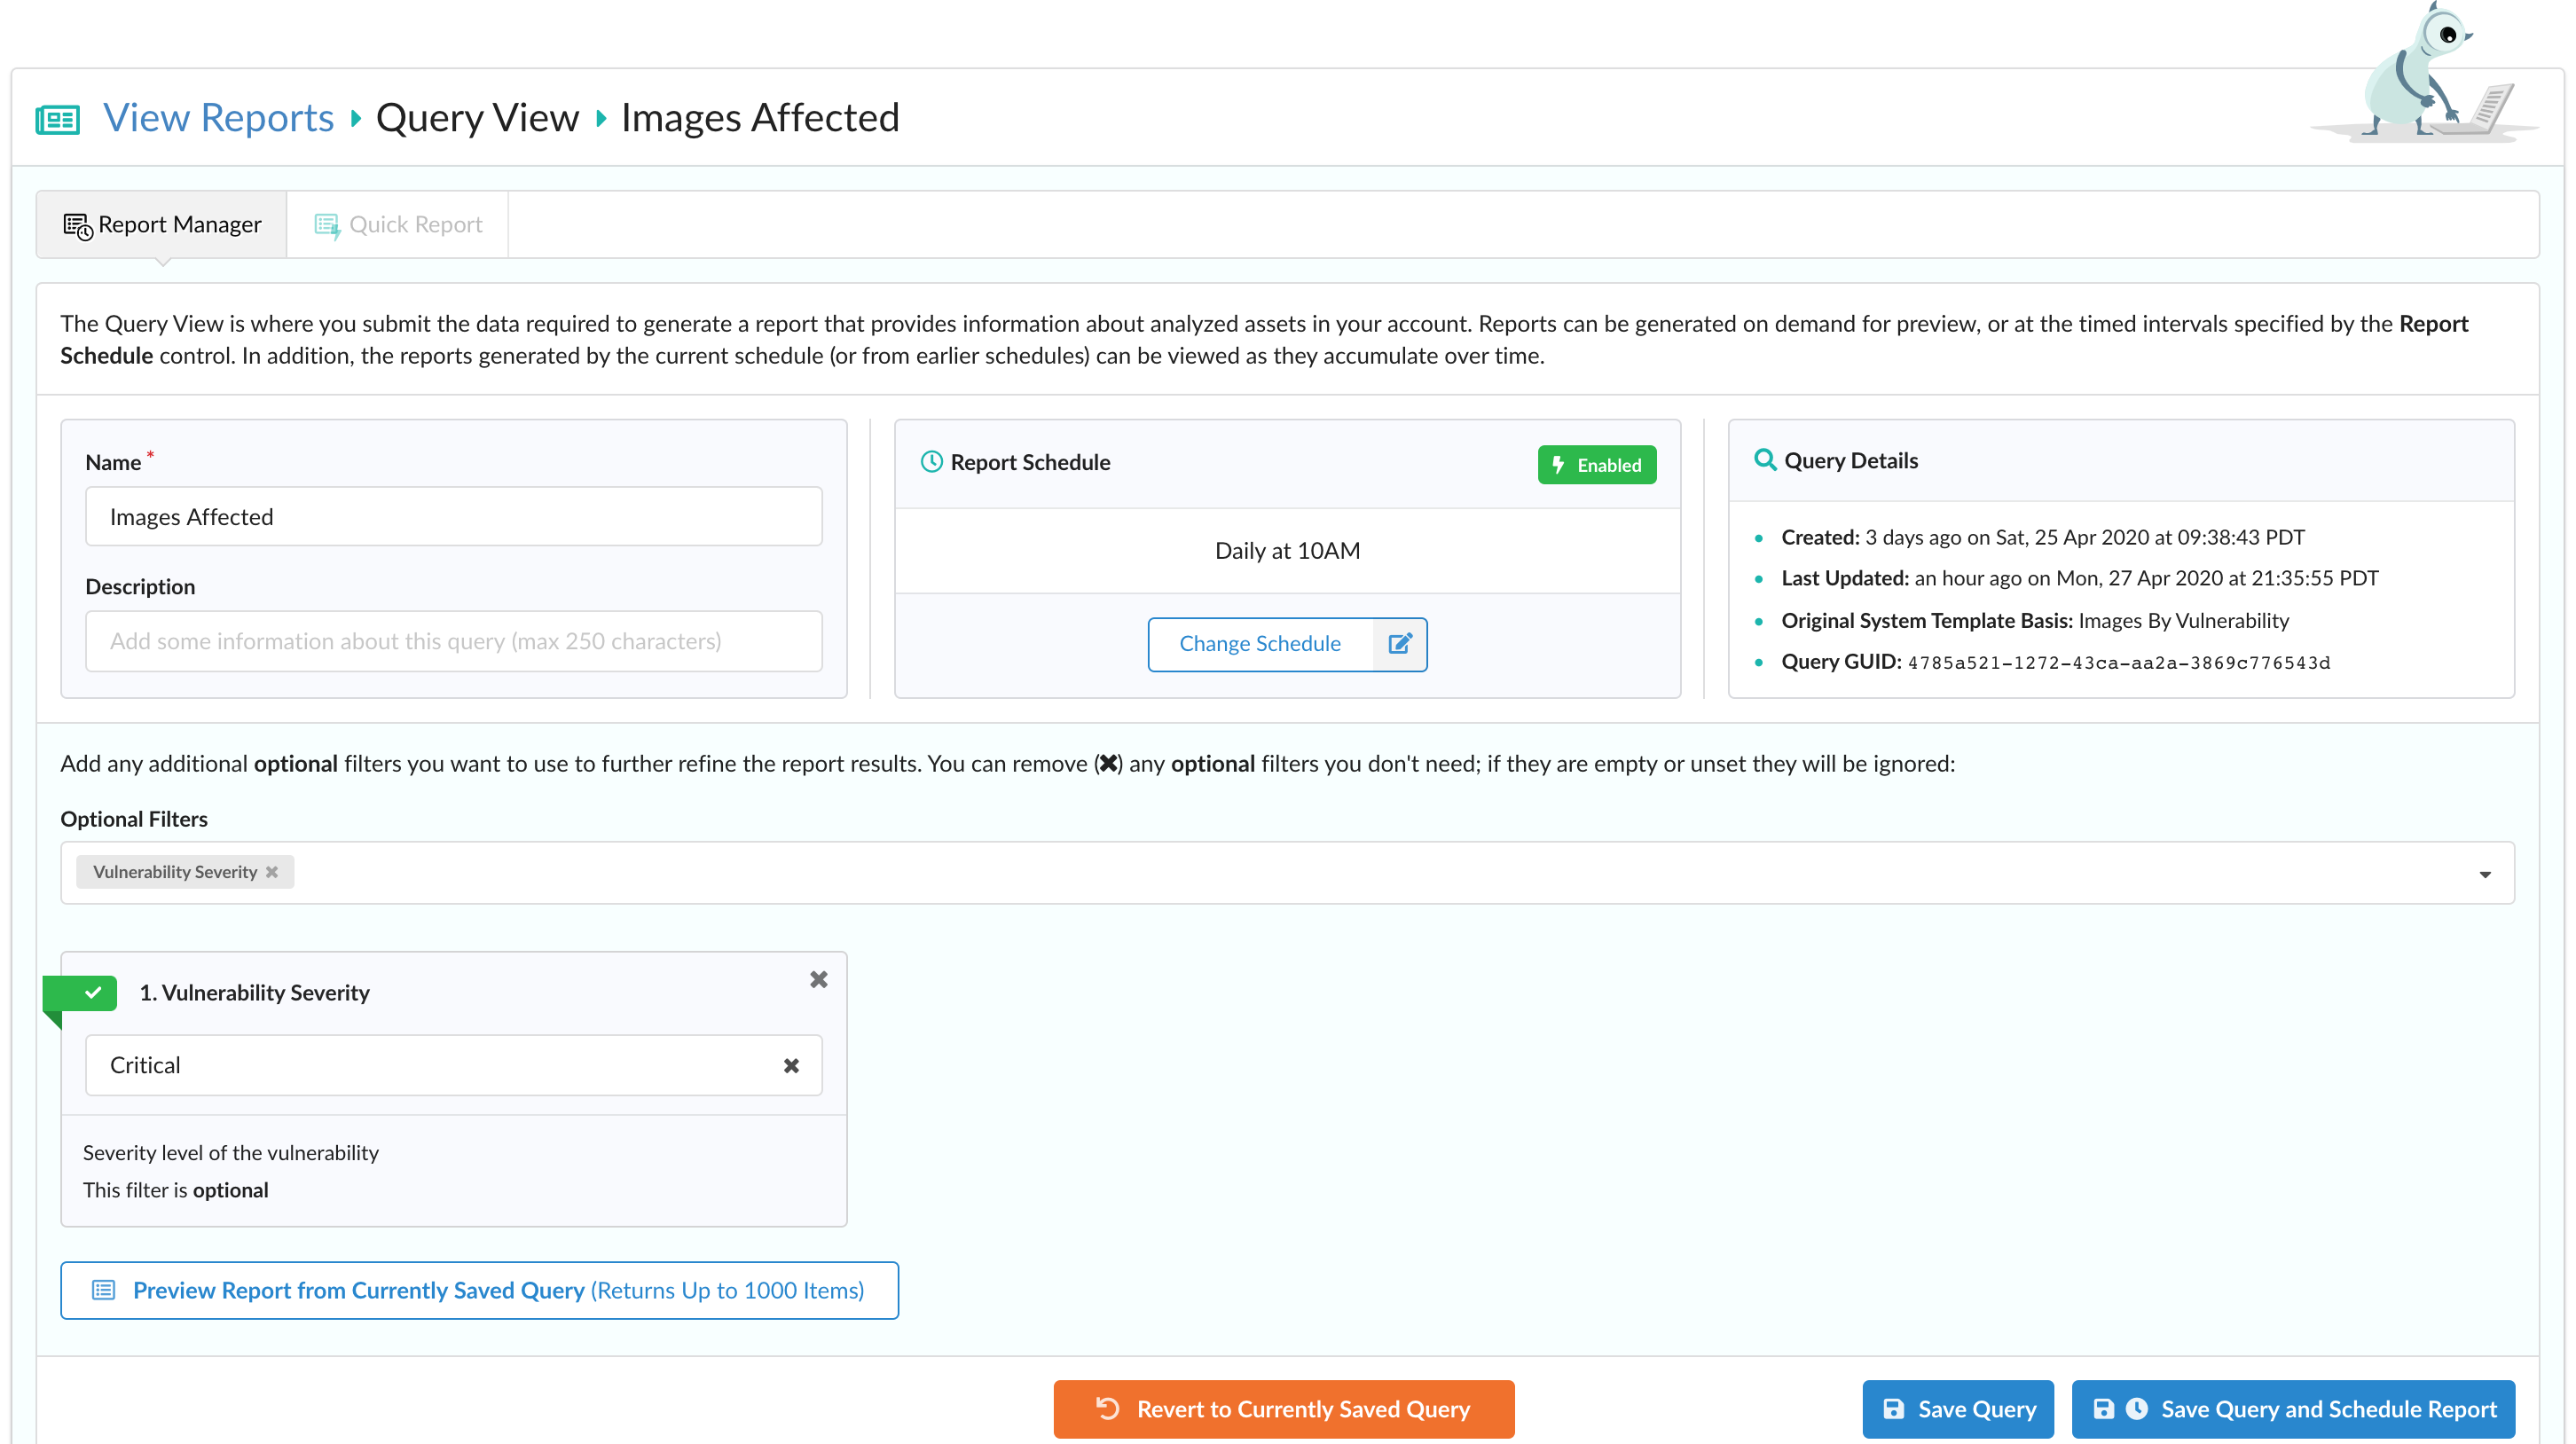 View Reports Query View Images Affected
Report Manager Quick Report
The Query View is where you submit the data required to generate a report that provides information about analyzed assets in your account. Reports can be generated on demand for preview, or at the timed intervals specified by the Report
Schedule control. In addition, the reports generated by the current schedule (or from earlier schedules) can be viewed as they accumulate over time.
Name *
Images Affected
Description
Add some information about this query (max 250 characters)
Report Schedule Enabled
Daily at 10AM
Change Schedule
Query Details
• Created: 3 days ago on Sat, 25 Apr 2020 at 09:38:43 PDT
• Last Updated: an hour ago on Mon, 27 Apr 2020 at 21:35:55 PDT
• Original System Template Basis: Images By Vulnerability
• Query GUID: 4785a521-1272-43ca-aa2a-3869c776543d
Add any additional optional filters you want to use to further refine the report results. You can remove (✖) any optional filters you don't need; if they are empty or unset they will be ignored:
Optional Filters
Vulnerability Severity ✖
1. Vulnerability Severity
Critical
Severity level of the vulnerability
This filter is optional
Preview Report from Currently Saved Query (Returns Up to 1000 Items)
Revert to Currently Saved Query
Save Query
Save Query and Schedule Report